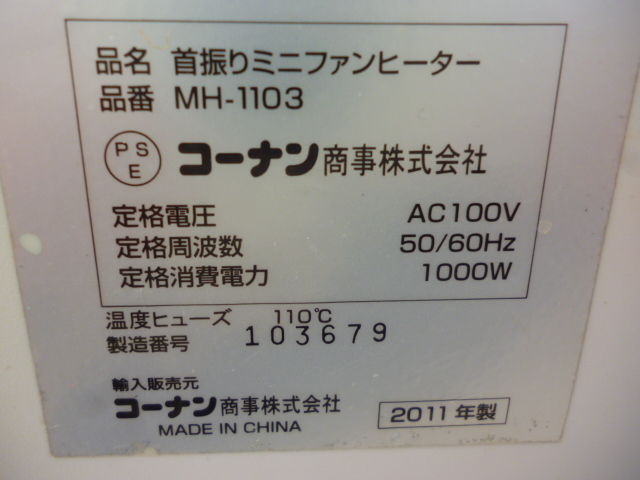 品名 首振りミニファンヒーター
品番 MH-1103
PSE コーナン商事株式会社
定格電圧 AC100V
定格周波数 50/60Hz
定格消費電力 1000W
温度ヒューズ 110℃
製造番号 103679
輸入販売元
コーナン商事株式会社
MADE IN CHINA
2011年製